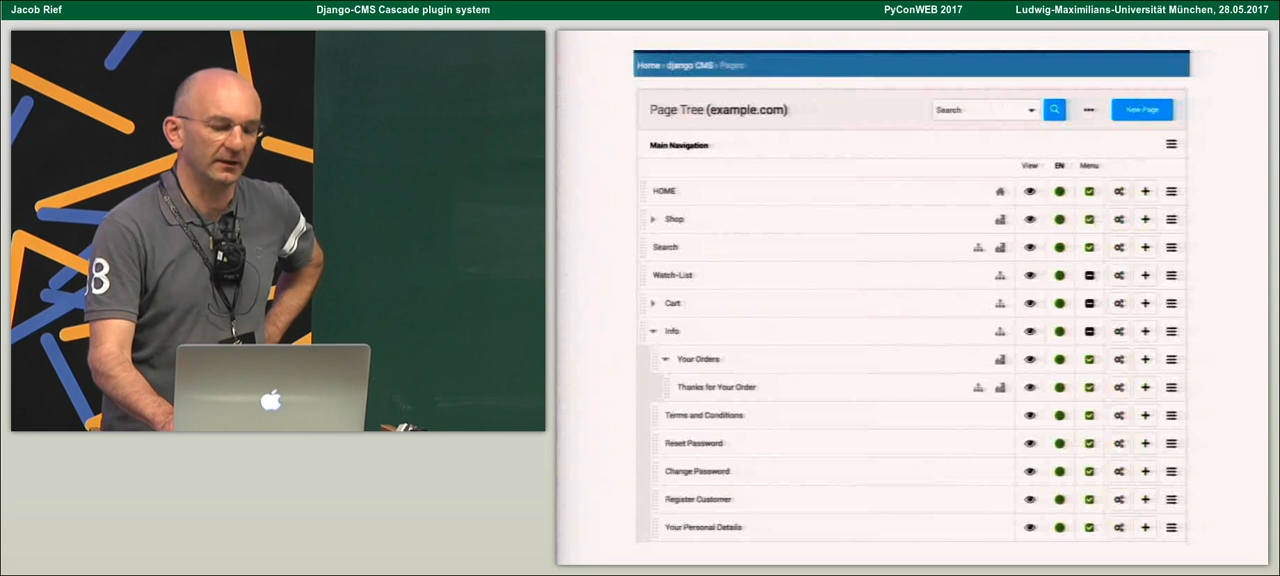 Jacob Rief Django-CMS Cascade plugin system PyConWEB 2017 Ludwig-Maximilians-Universität München, 28.05.2017
Home › django CMS › Pages
Page Tree (example.com) Search New Page
Main Navigation
View EN Menu
HOME
Shop
Search
Watch-List
Cart
Info
Your Orders
Thanks for Your Order
Terms and Conditions
Reset Password
Change Password
Register Customer
Your Personal Details
8